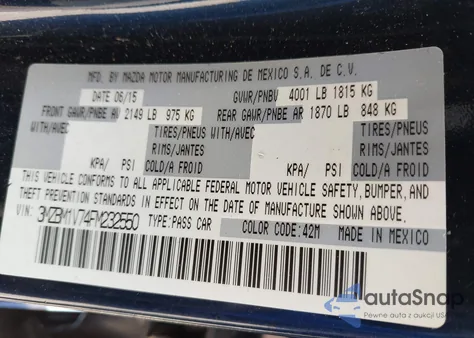 MFD. BY MAZDA MOTOR MANUFACTURING DE MEXICO S.A. DE C.V.
DATE 06/15 GVWR/PNBV 4001 LB 1815 KG
FRONT GAWR/PNBE AV 2149 LB 975 KG REAR GAWR/PNBE AR 1870 LB 848 KG
WITH/AVEC TIRES/PNEUS WITH/AVEC TIRES/PNEUS
RIMS/JANTES RIMS/JANTES
KPA/ PSI COLD/A FROID KPA/ PSI COLD/A FROID
THIS VEHICLE CONFORMS TO ALL APPLICABLE FEDERAL MOTOR VEHICLE SAFETY, BUMPER, AND
THEFT PREVENTION STANDARDS IN EFFECT ON THE DATE OF MANUFACTURE SHOWN ABOVE.
VIN: 3MZBM1V74FM232550 TYPE:PASS CAR COLOR CODE:42M MADE IN MEXICO
autoSnap
Pewne auta z aukcji USA